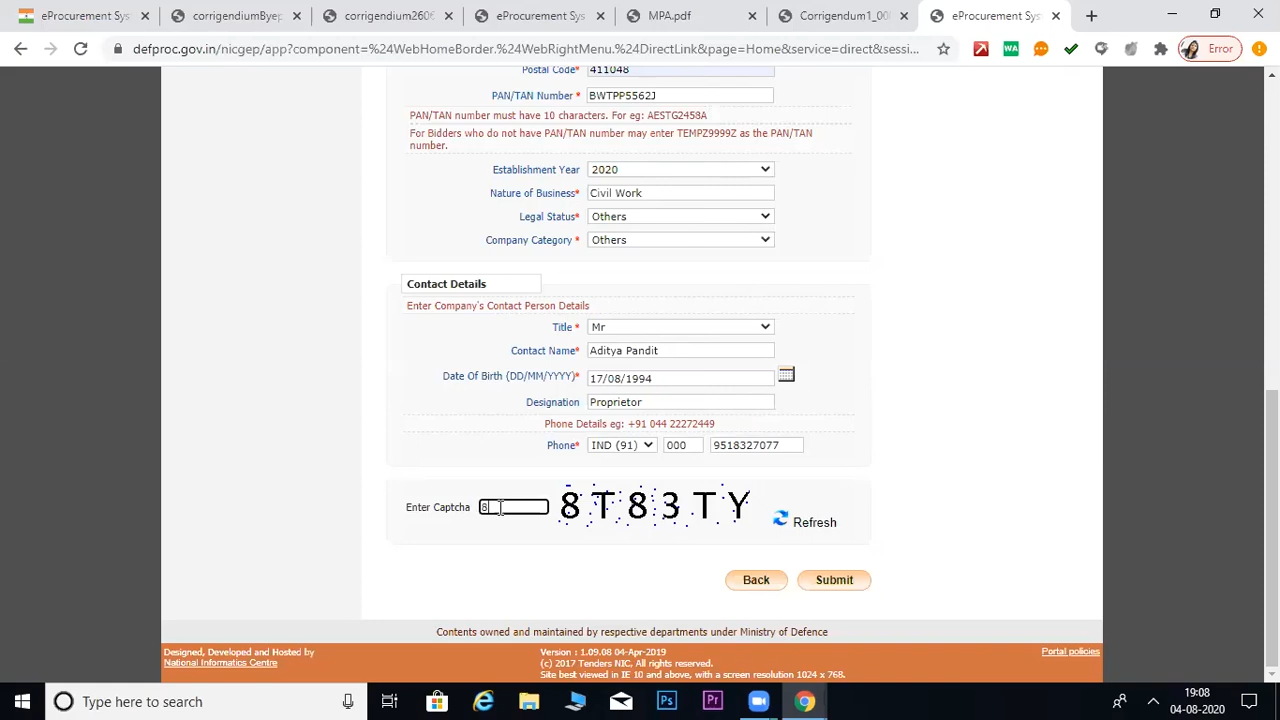 eProcurement Sys
corrigendiumByep
corrigendum2606
eProcurement Sys
MPA.pdf
Corrigendum1_00
eProcurement Sys
defproc.gov.in/nicgep/app?component=%24WebHomeBorder.%24WebRightMenu.%24DirectLink&page=Home&service=direct&sessi...
WA
Error
Postal Code*
411048
PAN/TAN Number *
BWTPP5562J
PAN/TAN number must have 10 characters. For eg: AESTG2458A
For Bidders who do not have PAN/TAN number may enter TEMPZ9999Z as the PAN/TAN
number.
Establishment Year
2020
Nature of Business*
Civil Work
Legal Status*
Others
Company Category *
Others
Contact Details
Enter Company's Contact Person Details
Title *
Mr
Contact Name*
Aditya Pandit
Date Of Birth (DD/MM/YYYY)*
17/08/1994
Designation
Proprietor
Phone Details eg: +91 044 22272449
Phone*
IND (91)
000
9518327077
Enter Captcha
8
8T83TY
Refresh
Back
Submit
Contents owned and maintained by respective departments under Ministry of Defence
Designed, Developed and Hosted by
National Informatics Centre
Version : 1.09.08 04-Apr-2019
(c) 2017 Tenders NIC, All rights reserved.
Site best viewed in IE 10 and above, with a screen resolution 1024 x 768.
Portal policies
Type here to search
Ps
Pr
19:08
04-08-2020